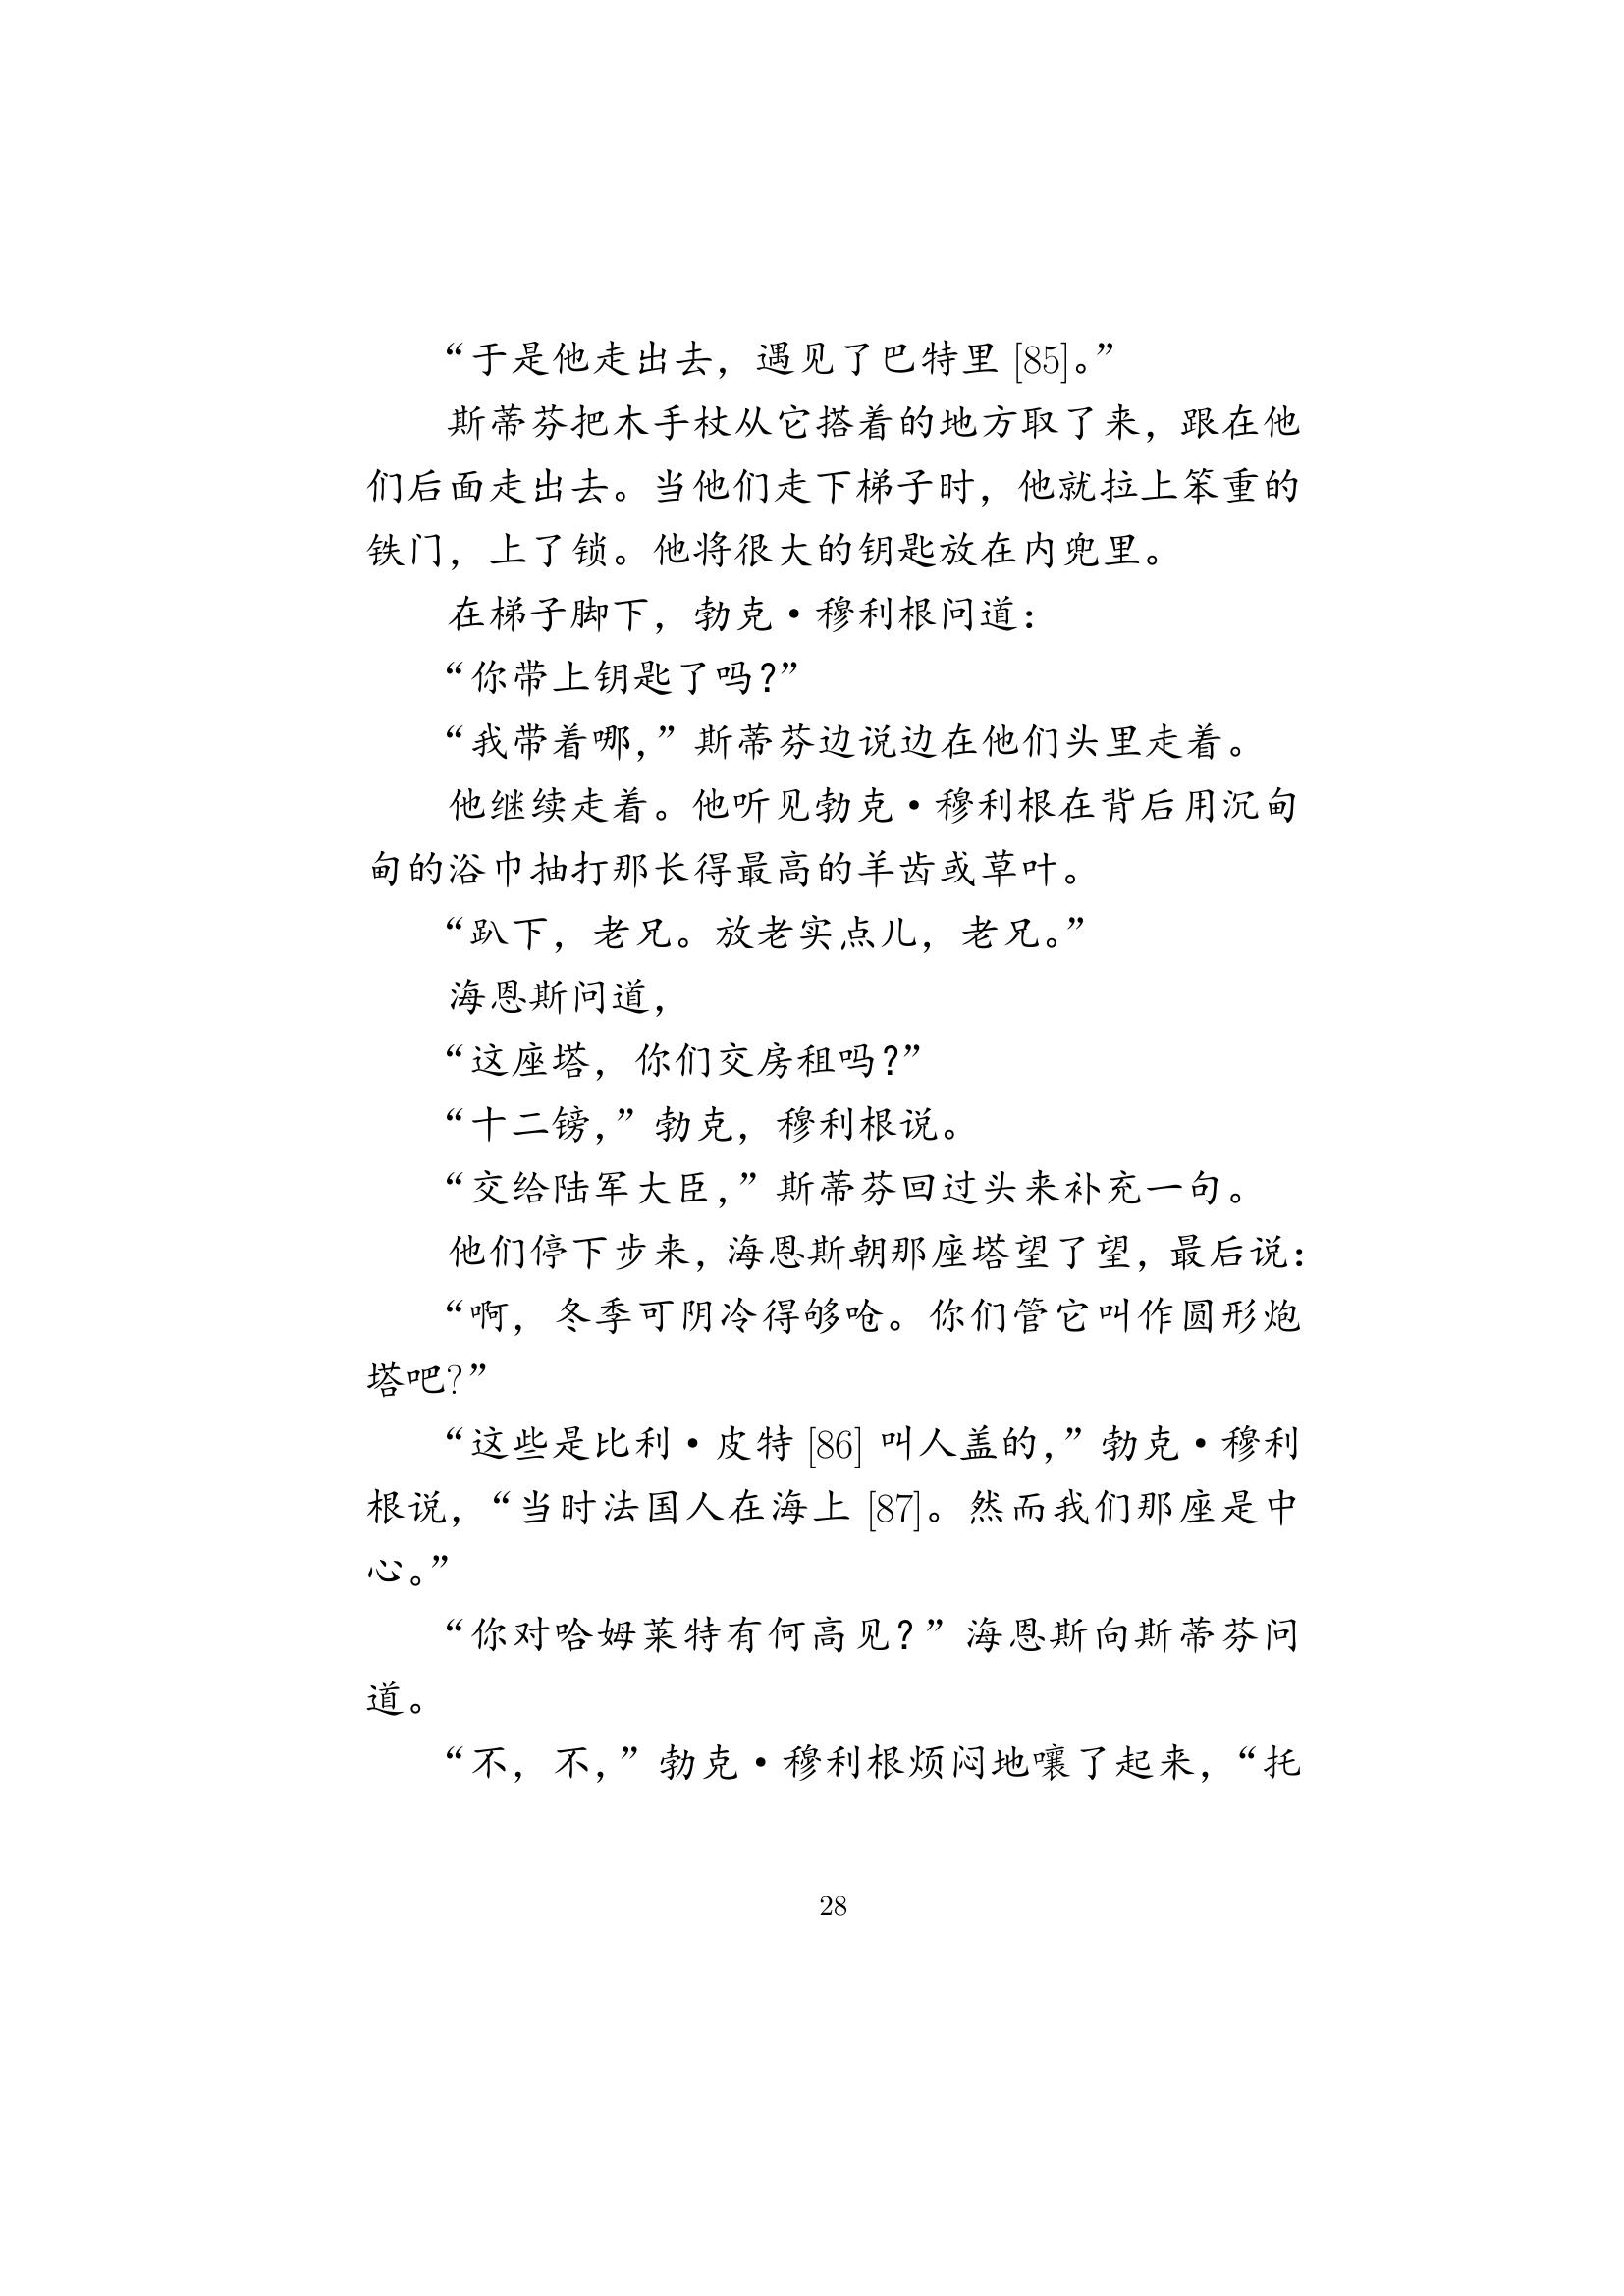 “于是他走出去，遇见了巴特里 [85]。”
斯蒂芬把木手杖从它搭着的地方取了来，跟在他
们后面走出去。当他们走下梯子时，他就拉上笨重的
铁门，上了锁。他将很大的钥匙放在内兜里。
在梯子脚下，勃克·穆利根问道：
“你带上钥匙了吗？”
“我带着哪，”斯蒂芬边说边在他们头里走着。
他继续走着。他听见勃克·穆利根在背后用沉甸
甸的浴巾抽打那长得最高的羊齿或草叶。
“趴下，老兄。放老实点儿，老兄。”
海恩斯问道，
“这座塔，你们交房租吗？”
“十二镑，”勃克，穆利根说。
“交给陆军大臣，”斯蒂芬回过头来补充一句。
他们停下步来，海恩斯朝那座塔望了望，最后说：
“啊，冬季可阴冷得够呛。你们管它叫作圆形炮
塔吧?”
“这些是比利·皮特 [86] 叫人盖的，”勃克·穆利
根说，“当时法国人在海上 [87]。然而我们那座是中
心。”
“你对哈姆莱特有何高见？”海恩斯向斯蒂芬问
道。
“不，不，”勃克·穆利根烦闷地嚷了起来，“托
28